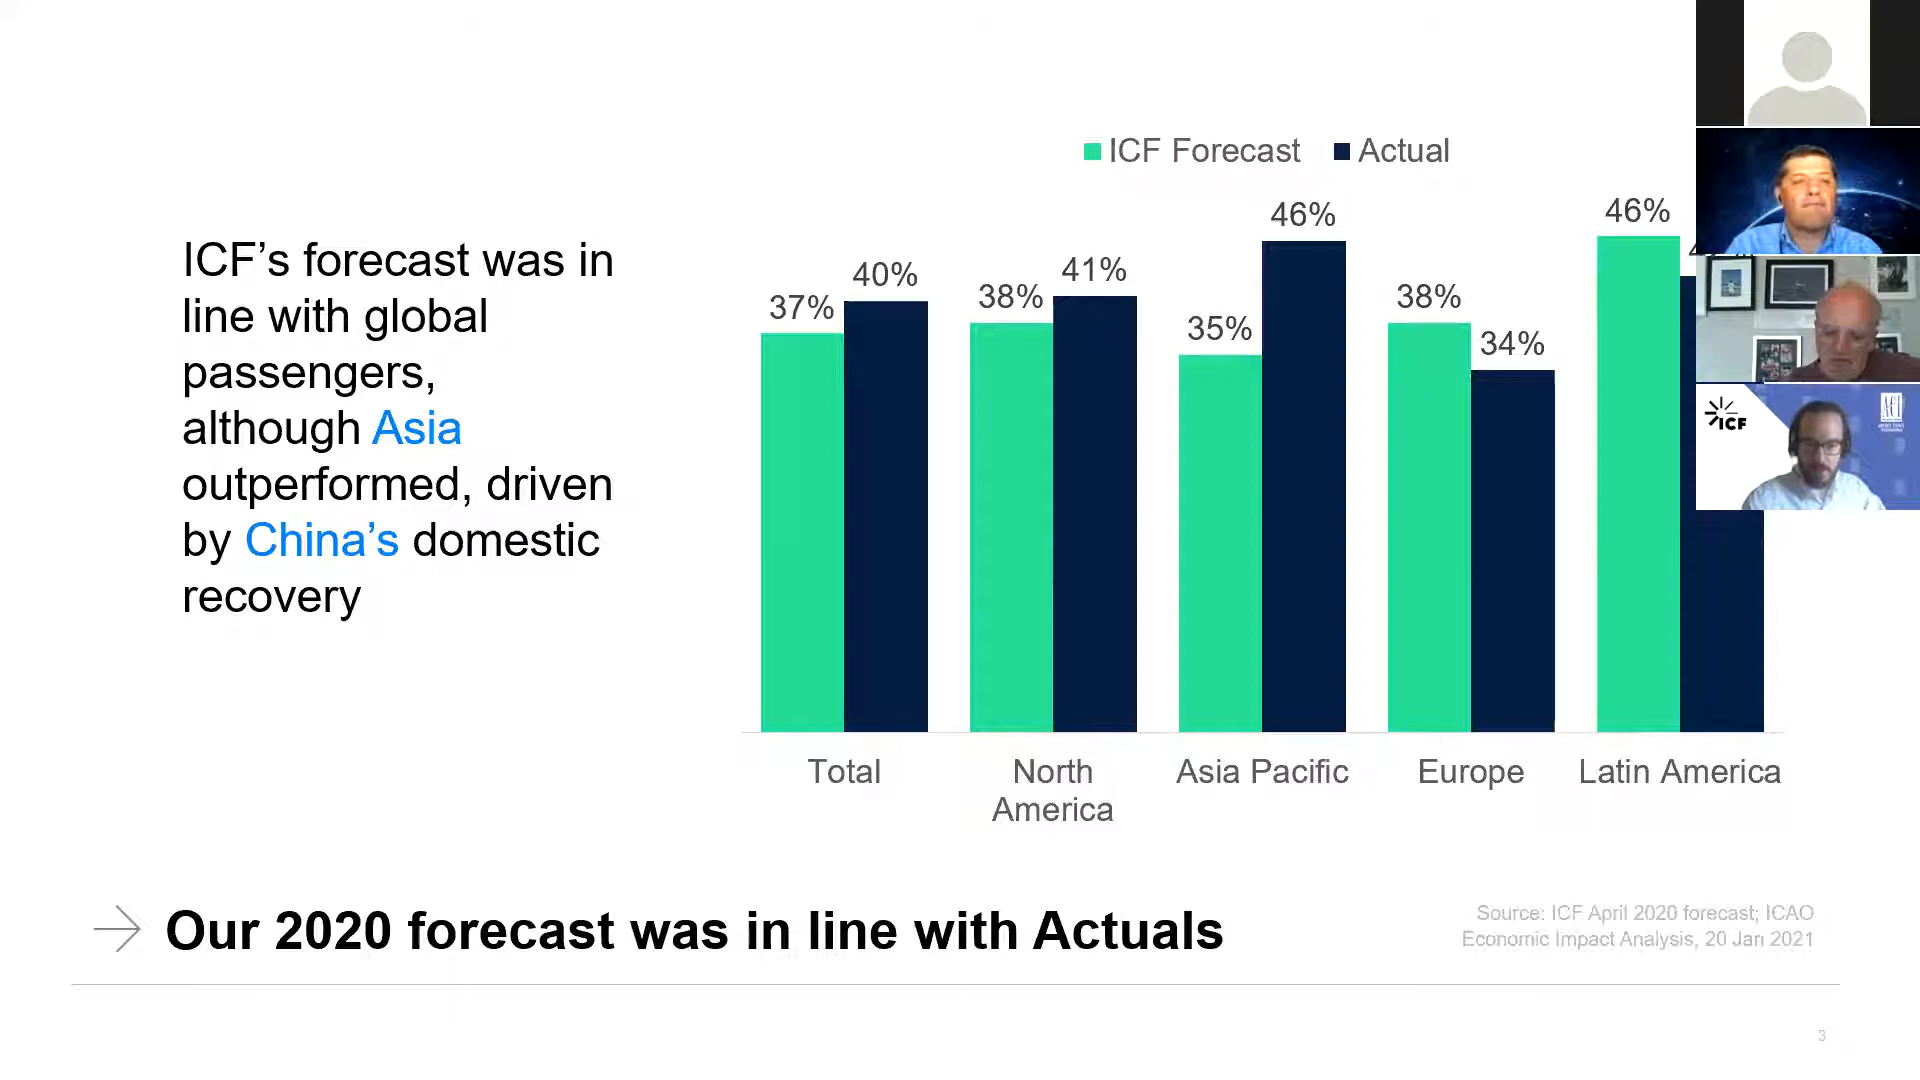 ICF Forecast Actual
46%
46%
40%
41%
37%
38%
35%
38%
34%
ICF’s forecast was in
line with global
passengers,
although Asia
outperformed, driven
by China’s domestic
recovery
Total
North
America
Asia Pacific
Europe
Latin America
ICF
Our 2020 forecast was in line with Actuals
Source: ICF April 2020 forecast; ICAO
Economic Impact Analysis, 20 Jan 2021
3